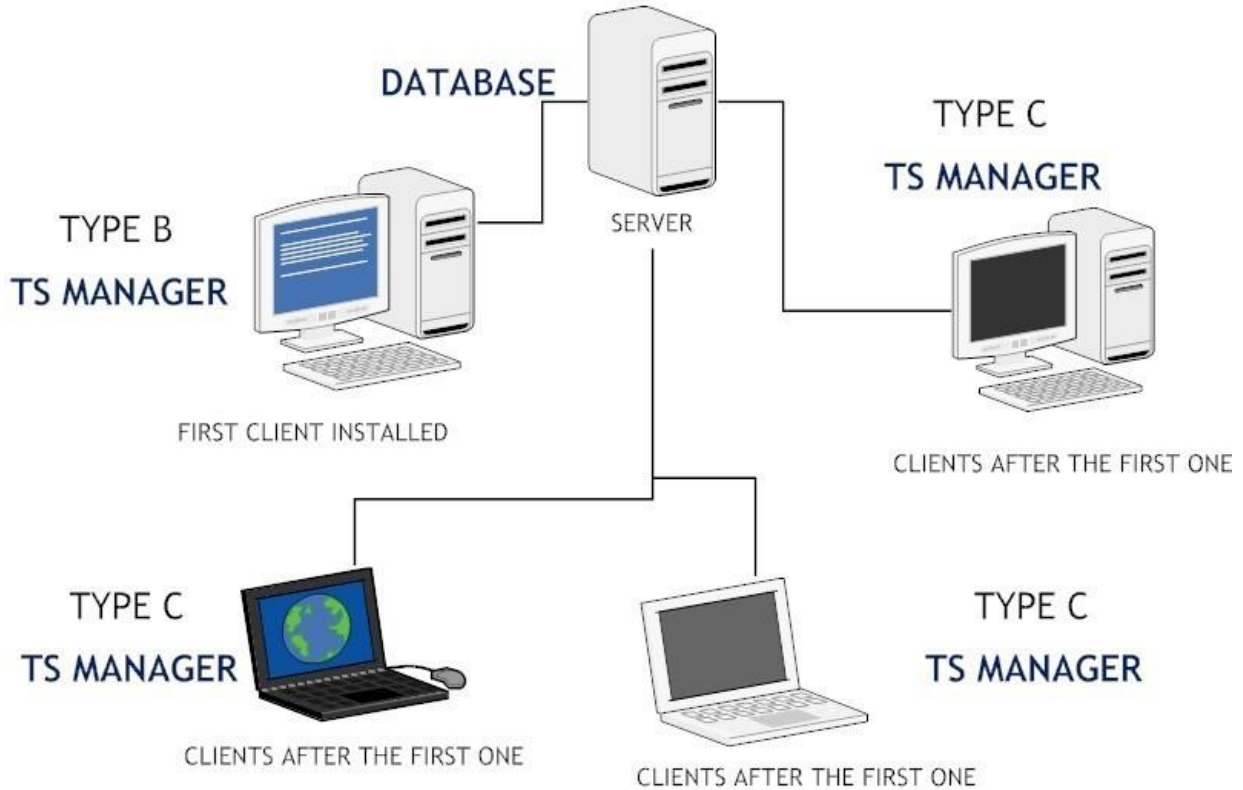 DATABASE
SERVER
TYPE C
TS MANAGER
TYPE B
TS MANAGER
FIRST CLIENT INSTALLED
CLIENTS AFTER THE FIRST ONE
TYPE C
TS MANAGER
CLIENTS AFTER THE FIRST ONE
TYPE C
TS MANAGER
CLIENTS AFTER THE FIRST ONE